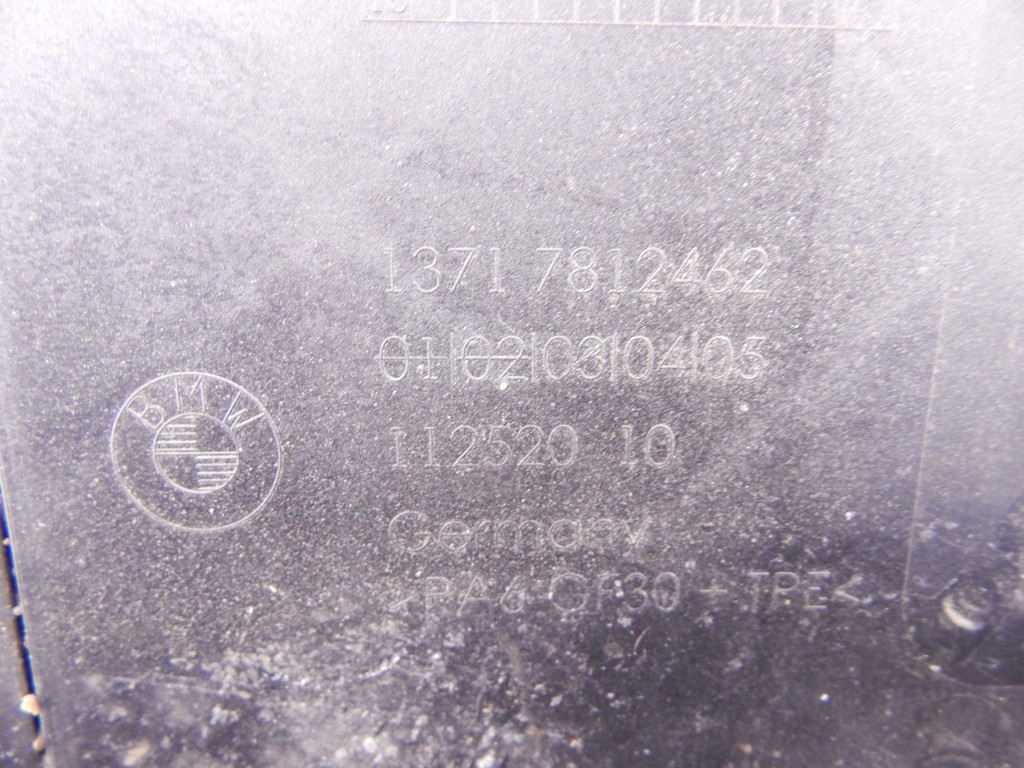 1371 7812462
01|02|03|04|05
BMW
112520 10
Germany
>PA6 GF30 + TPE<